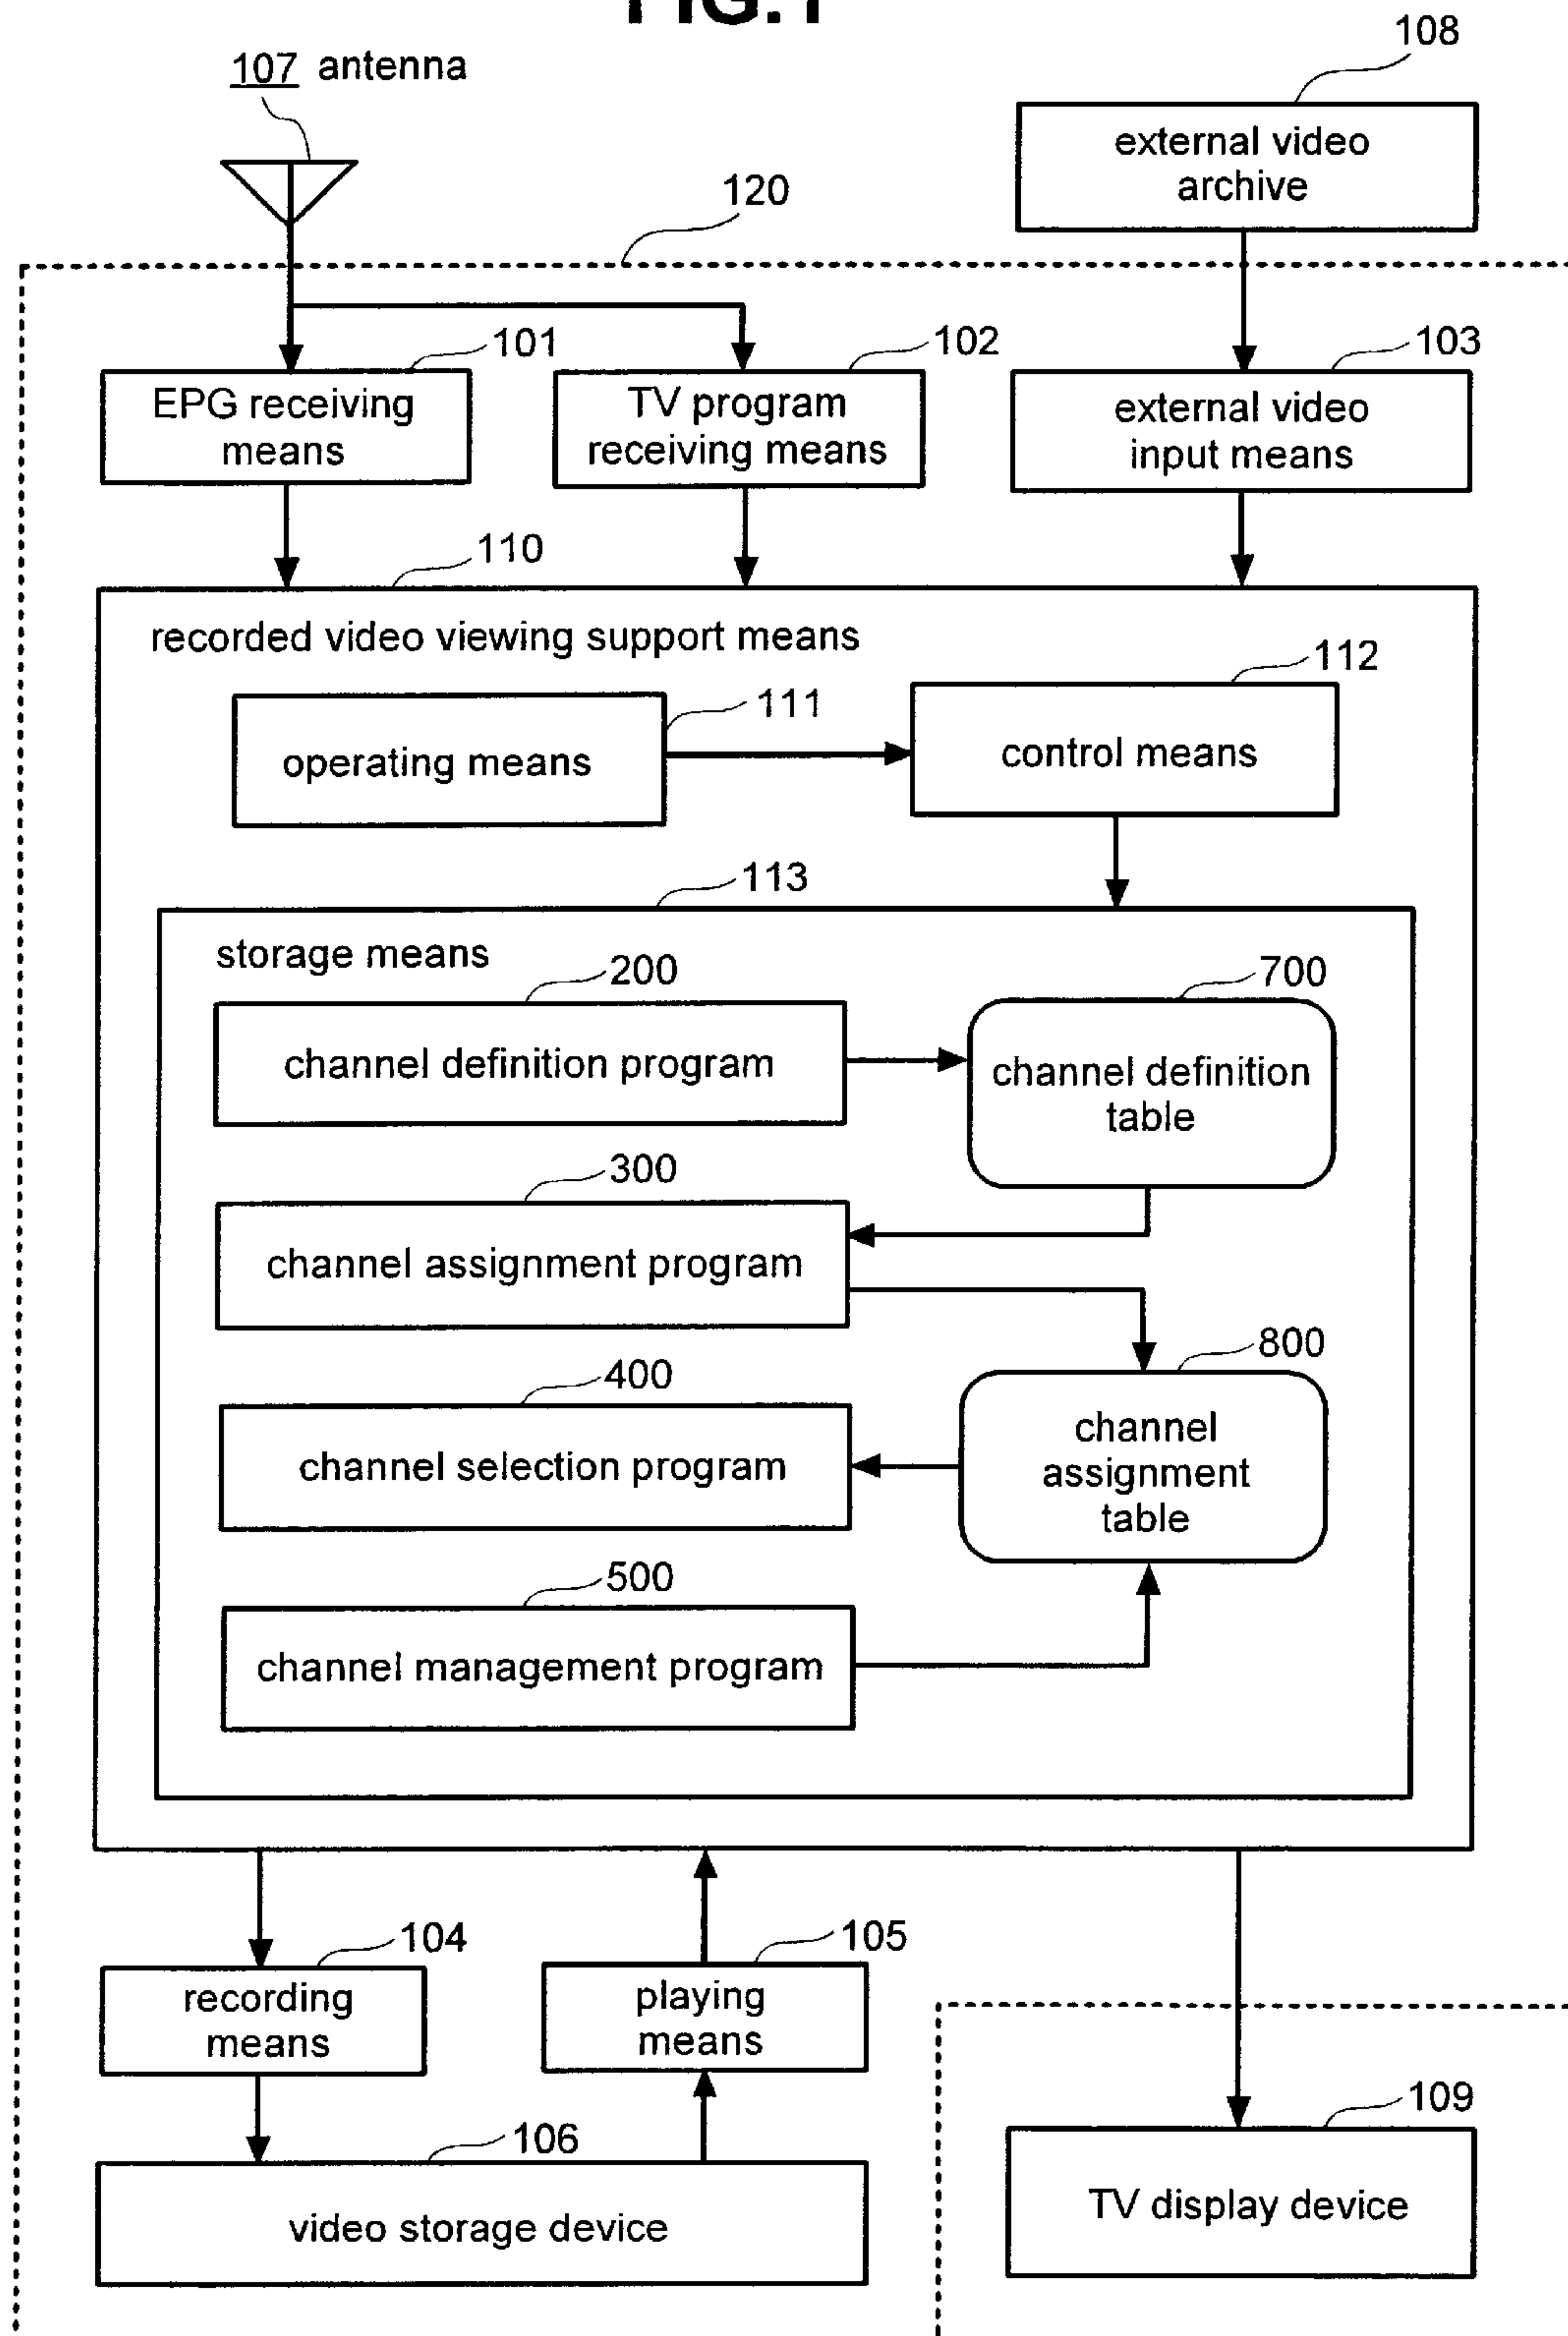 FIG.1
107 antenna
108
external video
archive
120
101
102
103
EPG receiving
means
TV program
receiving means
external video
input means
110
recorded video viewing support means
111
112
operating means
control means
113
storage means
200
700
channel definition program
channel definition
table
300
channel assignment program
800
400
channel selection program
channel
assignment
table
500
channel management program
104
105
recording
means
playing
means
109
106
video storage device
TV display device